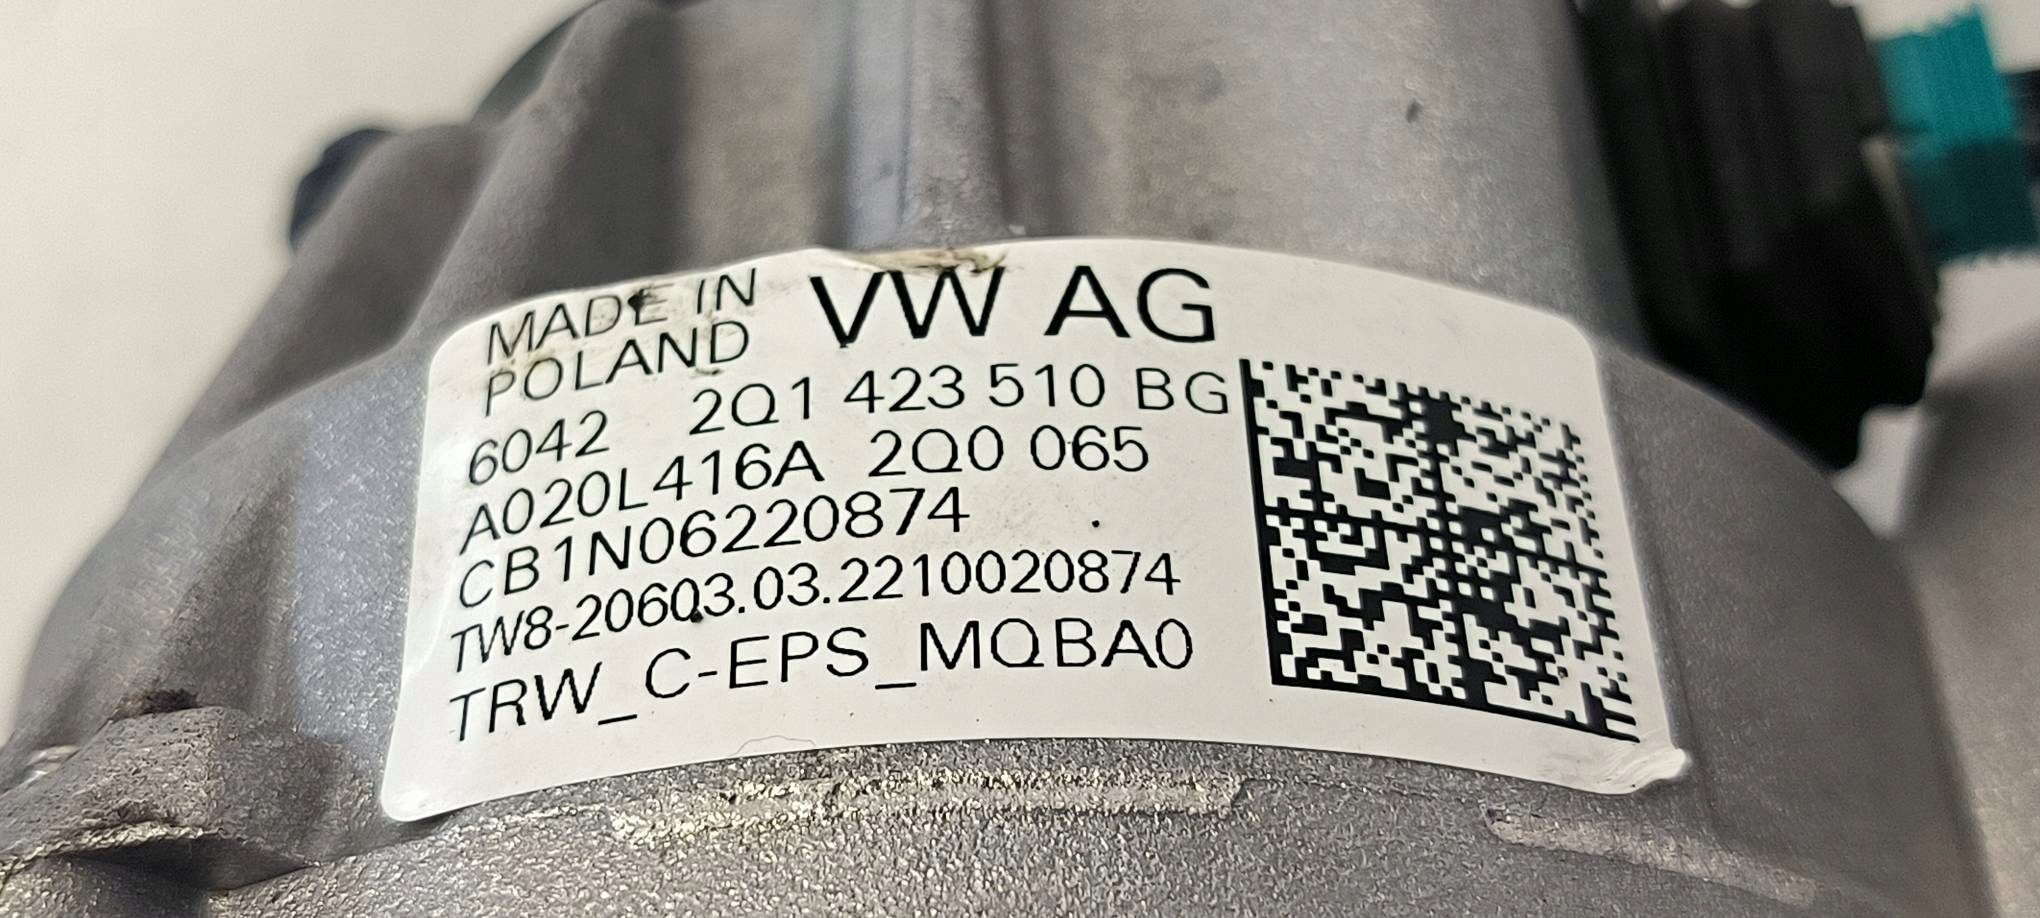 MADE IN
POLAND
VW AG
6042 2Q1 423 510 BG
A020L416A 2Q0 065
CB1N06220874
TW8-20603.03.2210020874
TRW_C-EPS_MQBA0